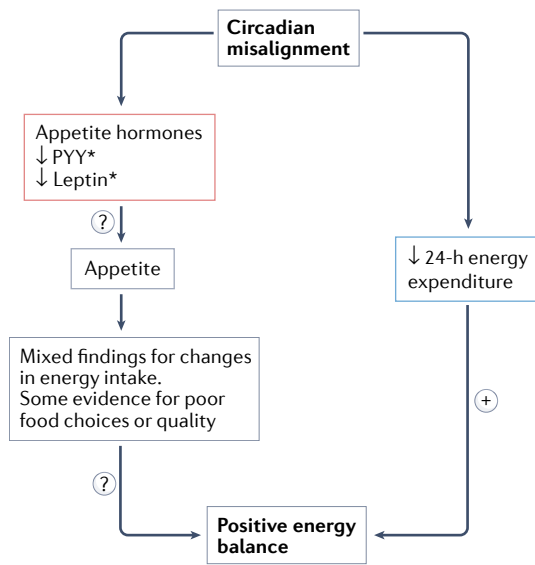 Circadian
misalignment
Appetite hormones
↓ PYY*
↓ Leptin*
?
Appetite
↓ 24-h energy
expenditure
Mixed findings for changes
in energy intake.
Some evidence for poor
food choices or quality
+
?
Positive energy
balance